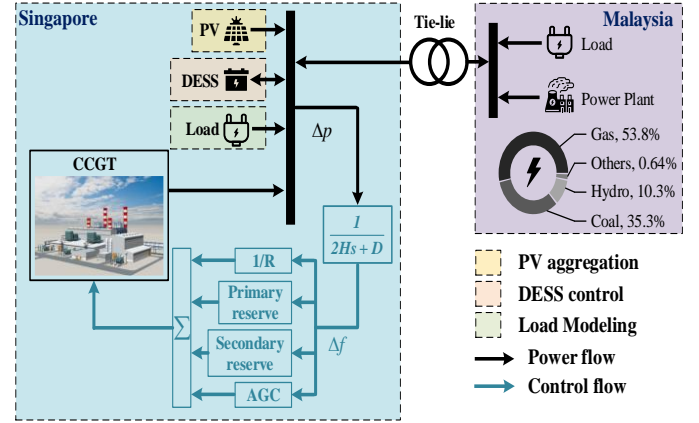 Singapore
PV
DESS
Load
CCGT
Δp
1
2Hs + D
1/R
Primary
reserve
Σ
Secondary
reserve
Δf
AGC
Tie-lie
Malaysia
Load
Power Plant
Gas, 53.8%
Others, 0.64%
Hydro, 10.3%
Coal, 35.3%
PV aggregation
DESS control
Load Modeling
Power flow
Control flow